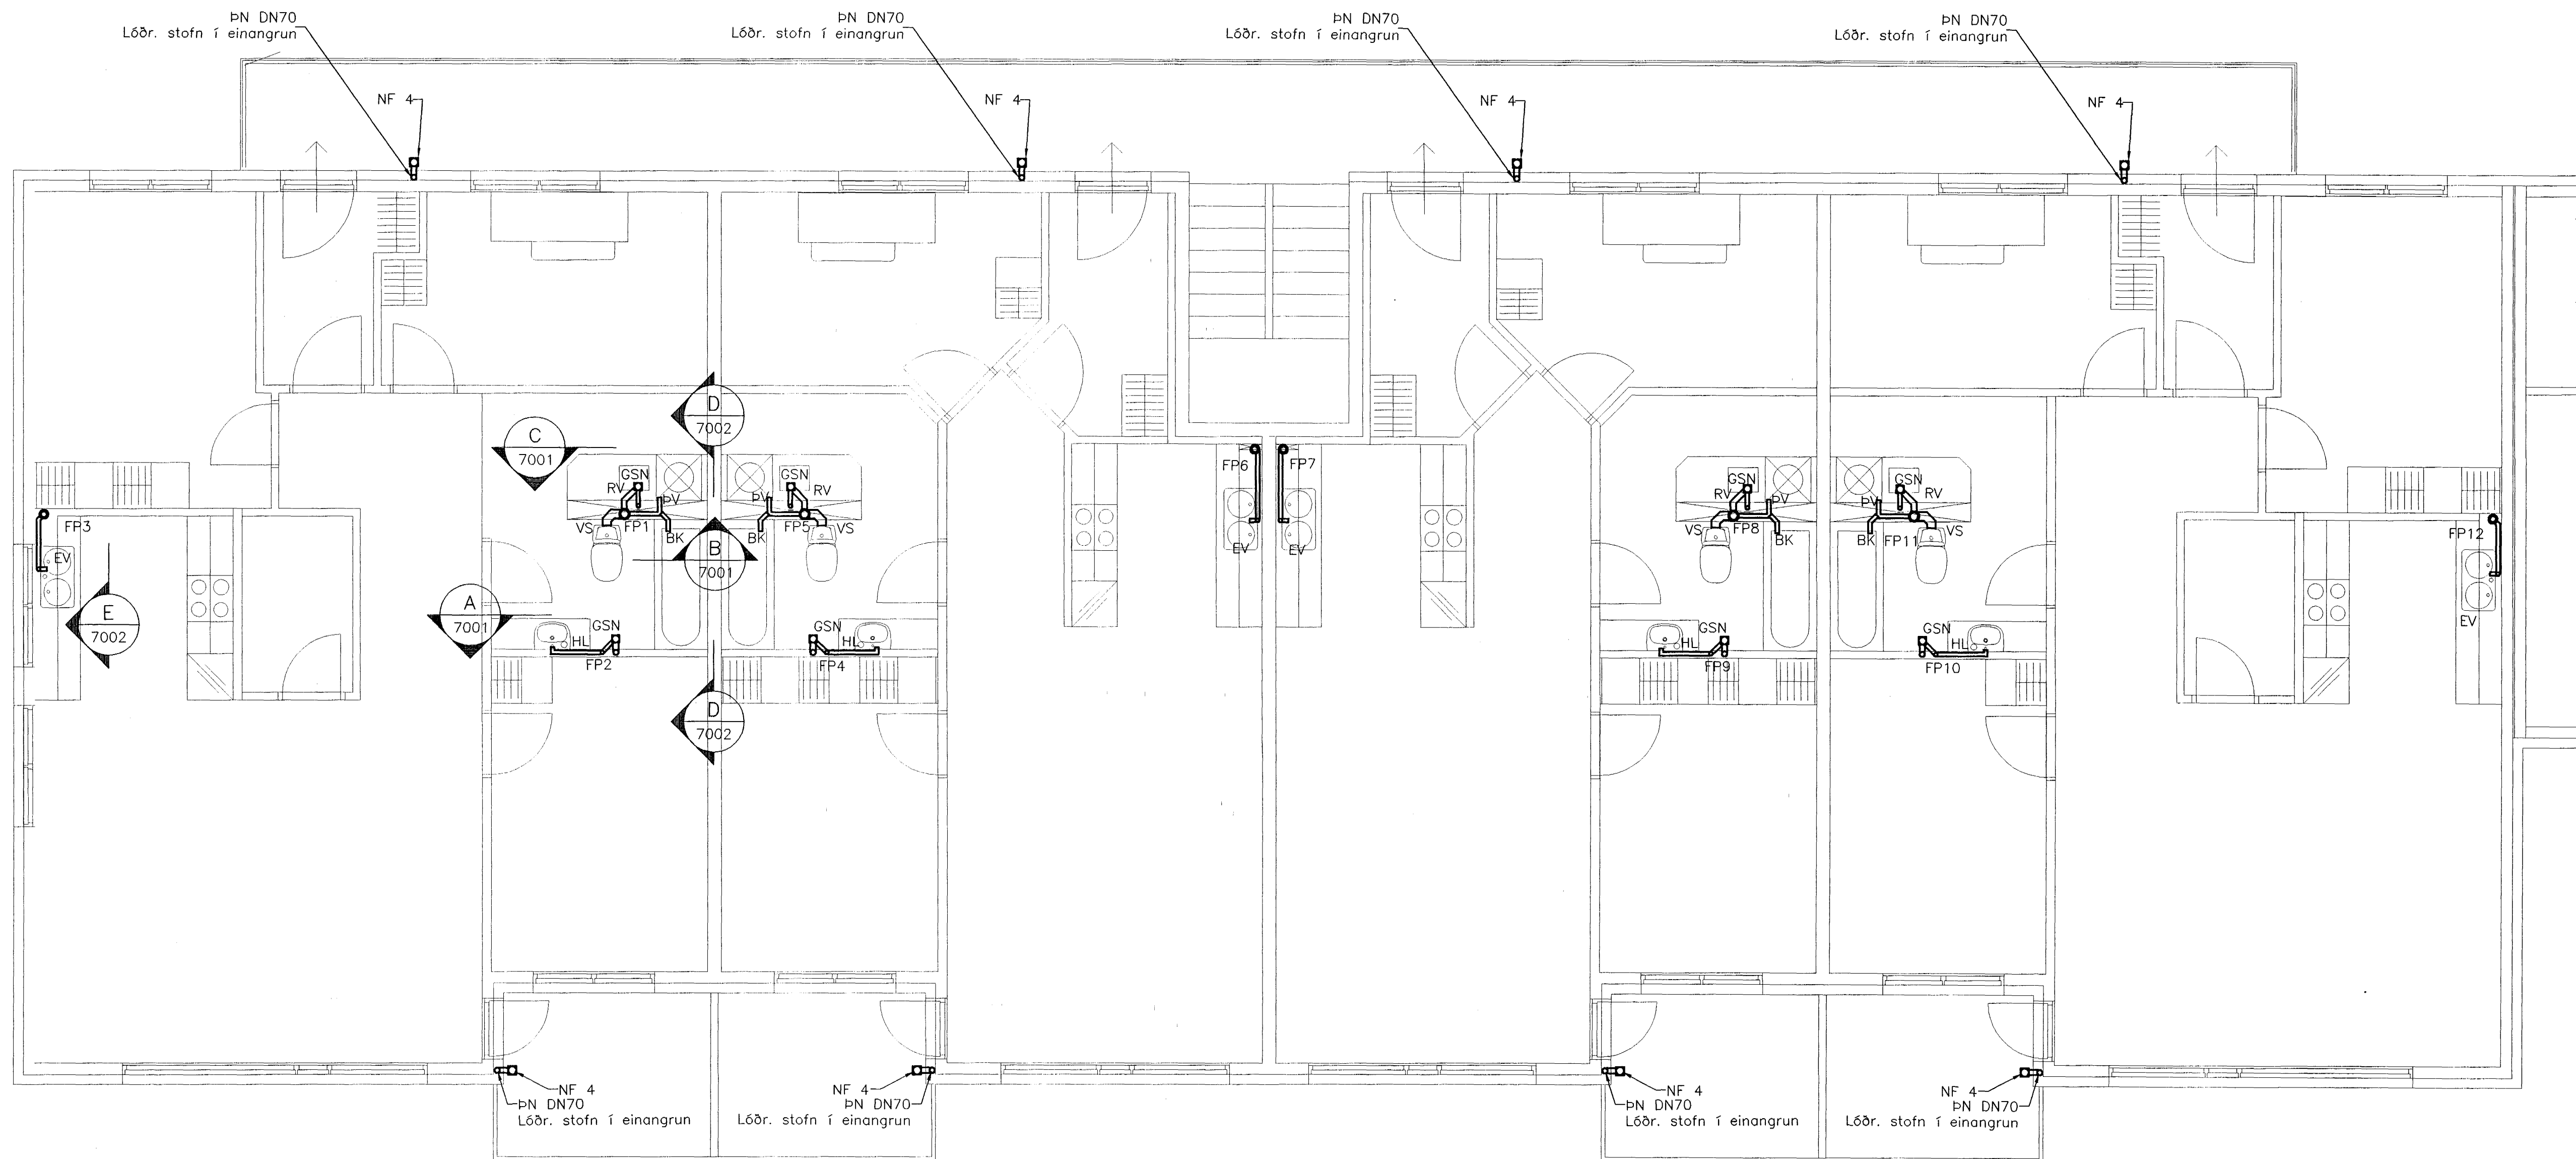 ÞN DN70
Lóðr. stofn í einangrun
ÞN DN70
Lóðr. stofn í einangrun
ÞN DN70
Lóðr. stofn í einangrun
ÞN DN70
Lóðr. stofn í einangrun
NF 4
NF 4
NF 4
NF 4
D
7002
C
7001
GSN
RV
ÞV
VS
FP1
BK
GSN
RV
ÞV
VS
FP5
BK
FP6
EV
FP7
EV
GSN
RV
ÞV
VS
FP8
BK
GSN
RV
ÞV
VS
FP11
BK
FP3
EV
FP12
EV
B
7001
A
7001
E
7002
GSN
HL
FP2
GSN
HL
FP4
GSN
HL
FP9
GSN
HL
FP10
D
7002
NF 4
ÞN DN70
Lóðr. stofn í einangrun
NF 4
ÞN DN70
Lóðr. stofn í einangrun
NF 4
ÞN DN70
Lóðr. stofn í einangrun
NF 4
ÞN DN70
Lóðr. stofn í einangrun